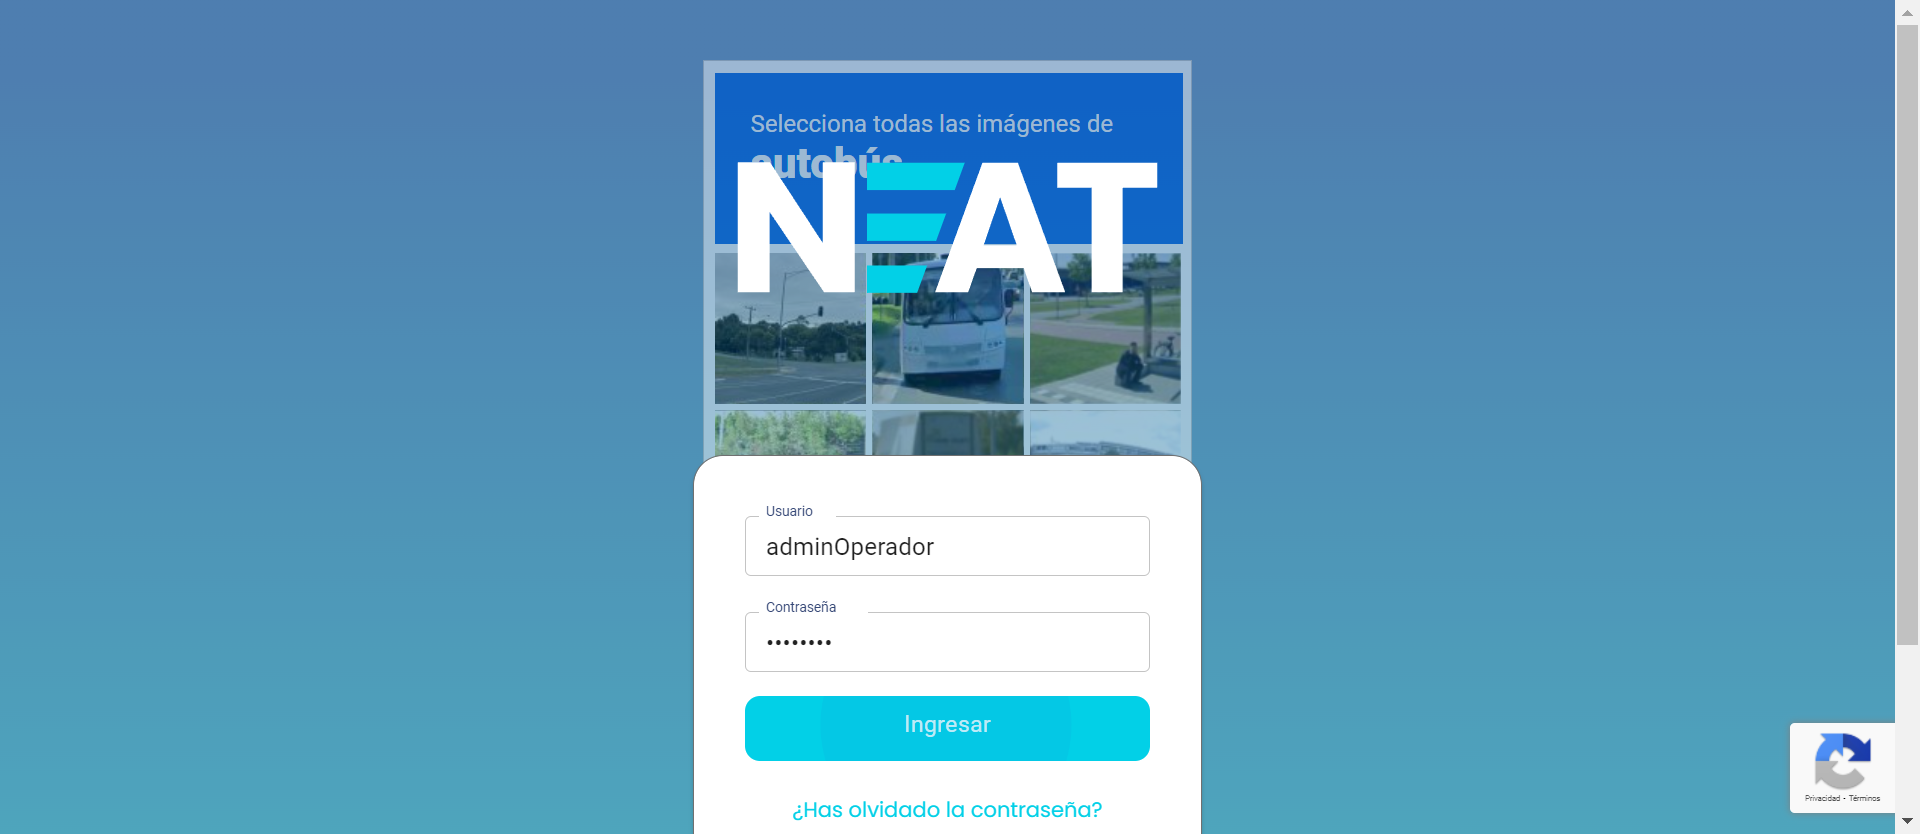 Selecciona todas las imágenes de
autobús
NEAT
Usuario
adminOperador
Contraseña
••••••••
Ingresar
¿Has olvidado la contraseña?
Privacidad - Términos